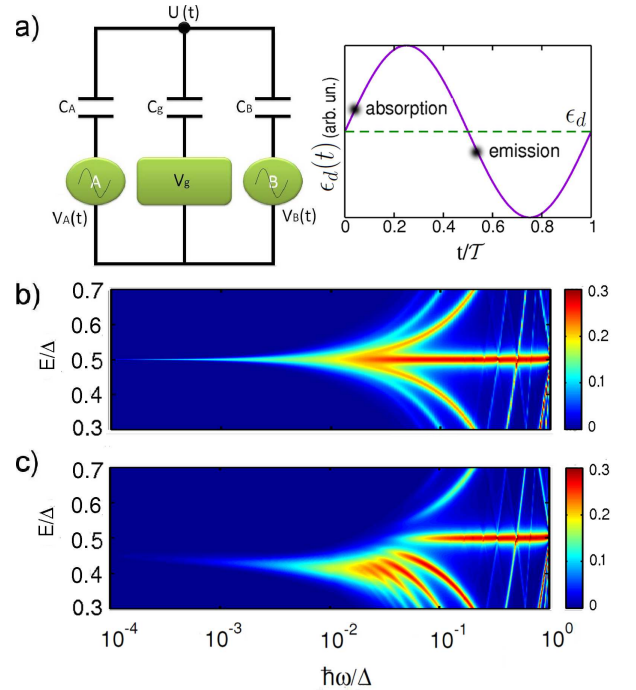 a)
U(t)
C_A
C_g
C_B
A
V_g
B
V_A(t)
V_B(t)
ϵ_d(t) (arb. un.)
absorption
ϵ_d
emission
0 0.2 0.4 0.6 0.8 1
t/𝒯
b)
E/Δ
0.7
0.6
0.5
0.4
0.3
0.3
0.2
0.1
0
c)
E/Δ
0.7
0.6
0.5
0.4
0.3
0.3
0.2
0.1
0
10^-4 10^-3 10^-2 10^-1 10^0
ħω/Δ